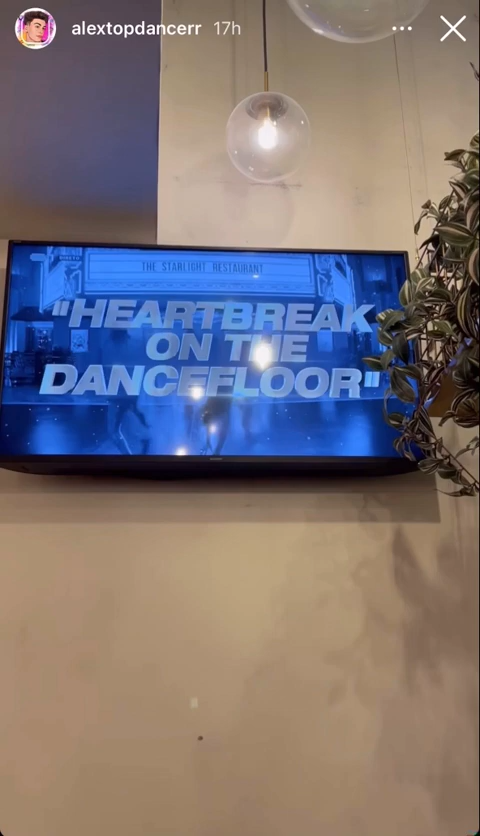 alextopdancerr 17h
THE STARLIGHT RESTAURANT
"HEARTBREAK
ON THE
DANCEFLOOR"